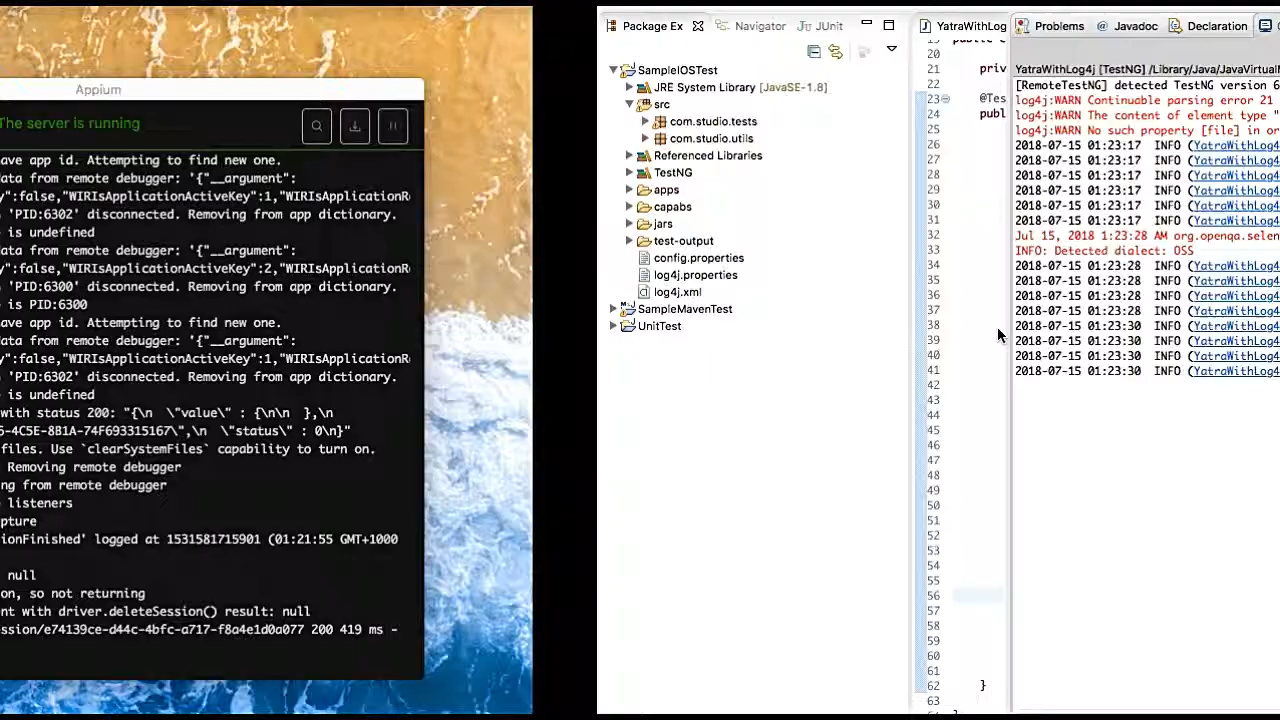 Appium
The server is running
ave app id. Attempting to find new one.
data from remote debugger: '{"__argument":
y":false,"WIRIsApplicationActiveKey":1,"WIRIsApplicationR
'PID:6302' disconnected. Removing from app dictionary.
is undefined
data from remote debugger: '{"__argument":
y":false,"WIRIsApplicationActiveKey":2,"WIRIsApplicationR
'PID:6300' disconnected. Removing from app dictionary.
is PID:6300
ave app id. Attempting to find new one.
data from remote debugger: '{"__argument":
y":false,"WIRIsApplicationActiveKey":1,"WIRIsApplicationR
'PID:6302' disconnected. Removing from app dictionary.
is undefined
with status 200: "{\n  \"value\" : {\n\n  },\n
6-4C5E-8B1A-74F693315167\",\n  \"status\" : 0\n}"
files. Use `clearSystemFiles` capability to turn on.
Removing remote debugger
ng from remote debugger
listeners
pture
ionFinished' logged at 1531581715901 (01:21:55 GMT+1000
null
on, so not returning
nt with driver.deleteSession() result: null
ssion/e74139ce-d44c-4bfc-a717-f8a4e1d0a077 200 419 ms -
Package Ex
Navigator
JUnit
SampleIOSTest
JRE System Library [JavaSE-1.8]
src
com.studio.tests
com.studio.utils
Referenced Libraries
TestNG
apps
capabs
jars
test-output
config.properties
log4j.properties
log4j.xml
SampleMavenTest
UnitTest
YatraWithLog
20
21 priv
22
23 @Tes
24 publ
25
26
27
28
29
30
31
32
33
34
35
36
37
38
39
40
41
42
43
44
45
46
47
48
49
50
51
52
53
54
55
56
57
58
59
60
61
62 }
63
Problems
@ Javadoc
Declaration
YatraWithLog4j [TestNG] /Library/Java/JavaVirtualM
[RemoteTestNG] detected TestNG version 6
log4j:WARN Continuable parsing error 21
log4j:WARN The content of element type "
log4j:WARN No such property [file] in or
2018-07-15 01:23:17  INFO (YatraWithLog4
2018-07-15 01:23:17  INFO (YatraWithLog4
2018-07-15 01:23:17  INFO (YatraWithLog4
2018-07-15 01:23:17  INFO (YatraWithLog4
2018-07-15 01:23:17  INFO (YatraWithLog4
2018-07-15 01:23:17  INFO (YatraWithLog4
Jul 15, 2018 1:23:28 AM org.openqa.selen
INFO: Detected dialect: OSS
2018-07-15 01:23:28  INFO (YatraWithLog4
2018-07-15 01:23:28  INFO (YatraWithLog4
2018-07-15 01:23:28  INFO (YatraWithLog4
2018-07-15 01:23:28  INFO (YatraWithLog4
2018-07-15 01:23:30  INFO (YatraWithLog4
2018-07-15 01:23:30  INFO (YatraWithLog4
2018-07-15 01:23:30  INFO (YatraWithLog4
2018-07-15 01:23:30  INFO (YatraWithLog4